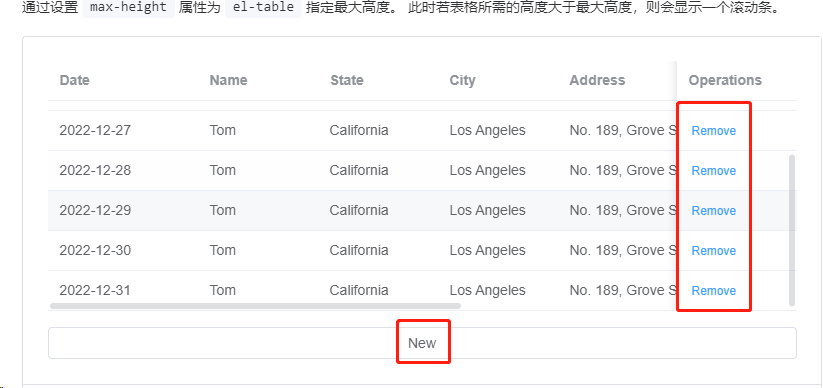 通过设置 max-height 属性为 el-table 指定最大高度。 此时若表格所需的高度大于最大高度，则会显示一个滚动条。
Date Name State City Address Operations
2022-12-27 Tom California Los Angeles No. 189, Grove S Remove
2022-12-28 Tom California Los Angeles No. 189, Grove S Remove
2022-12-29 Tom California Los Angeles No. 189, Grove S Remove
2022-12-30 Tom California Los Angeles No. 189, Grove S Remove
2022-12-31 Tom California Los Angeles No. 189, Grove S Remove
New